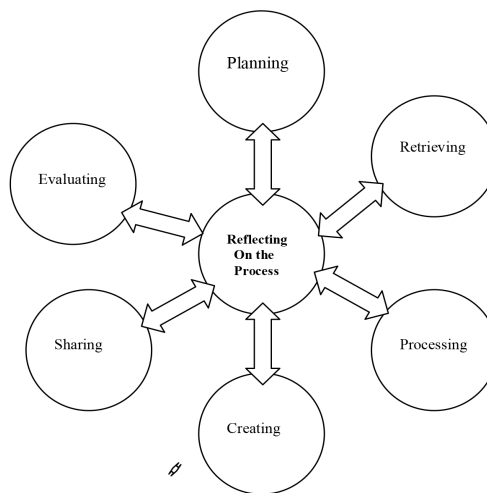 Planning
Retrieving
Evaluating
Reflecting
On the
Process
Sharing
Processing
Creating